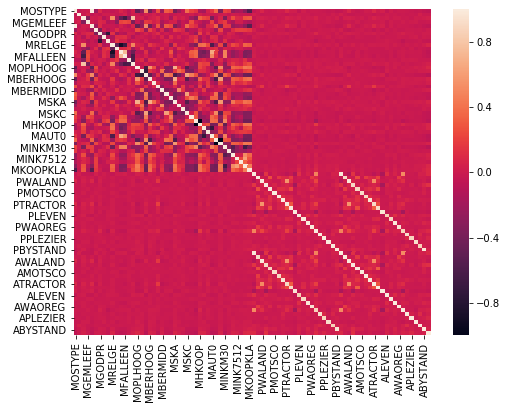 MOSTYPE
MGEMLEEF
MGODPR
MRELGE
MFALLEEN
MOPLHOOG
MBERHOOG
MBERMIDD
MSKA
MSKC
MHKOOP
MAUT0
MINKM30
MINK7512
MKOOPKLA
PWALAND
PMOTSCO
PTRACTOR
PLEVEN
PWAOREG
PPLEZIER
PBYSTAND
AWALAND
AMOTSCO
ATRACTOR
ALEVEN
AWAOREG
APLEZIER
ABYSTAND
0.8
0.4
0.0
−0.4
−0.8
MOSTYPE
MGEMLEEF
MGODPR
MRELGE
MFALLEEN
MOPLHOOG
MBERHOOG
MBERMIDD
MSKA
MSKC
MHKOOP
MAUT0
MINKM30
MINK7512
MKOOPKLA
PWALAND
PMOTSCO
PTRACTOR
PLEVEN
PWAOREG
PPLEZIER
PBYSTAND
AWALAND
AMOTSCO
ATRACTOR
ALEVEN
AWAOREG
APLEZIER
ABYSTAND